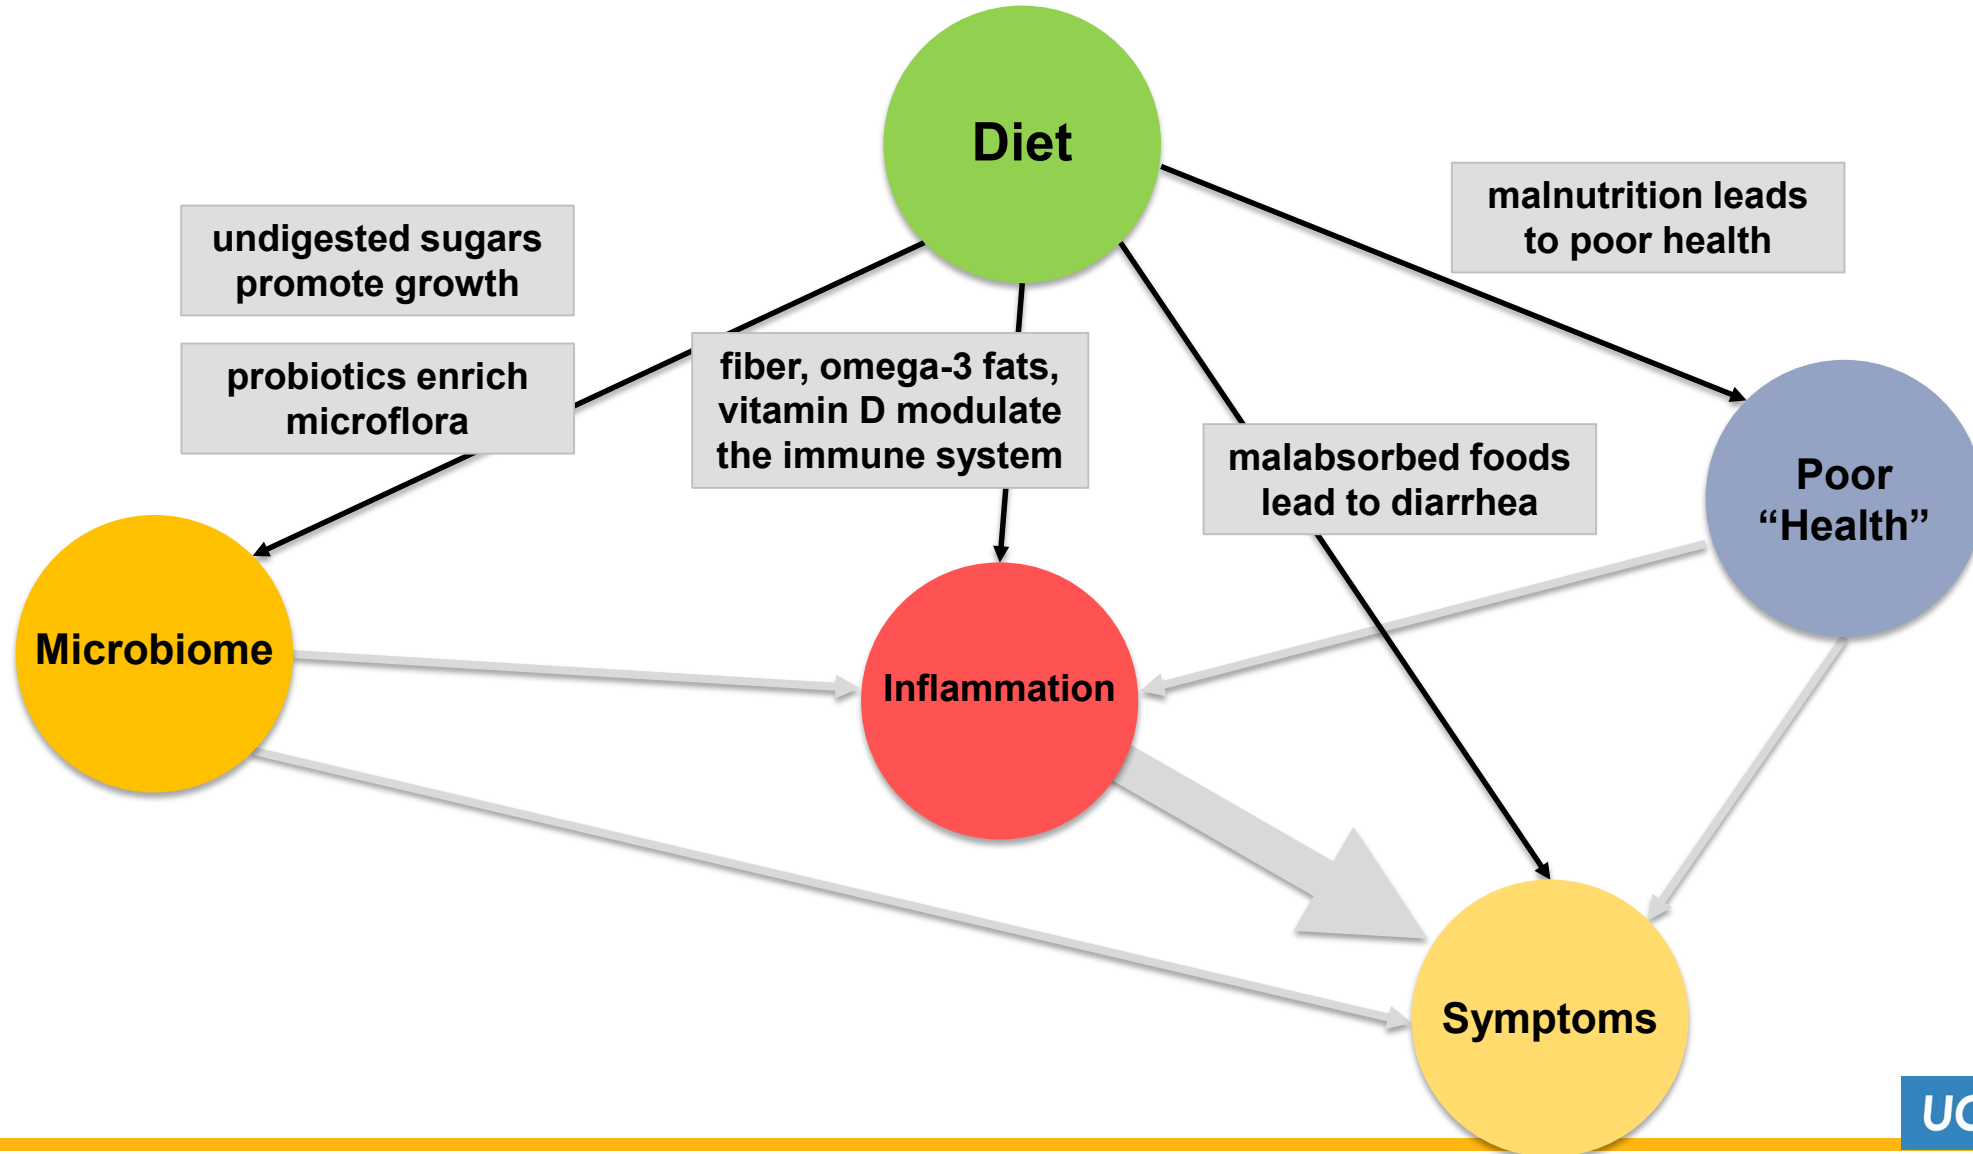 Diet
malnutrition leads
to poor health
undigested sugars
promote growth
probiotics enrich
microflora
fiber, omega-3 fats,
vitamin D modulate
the immune system
malabsorbed foods
lead to diarrhea
Poor
“Health”
Microbiome
Inflammation
Symptoms